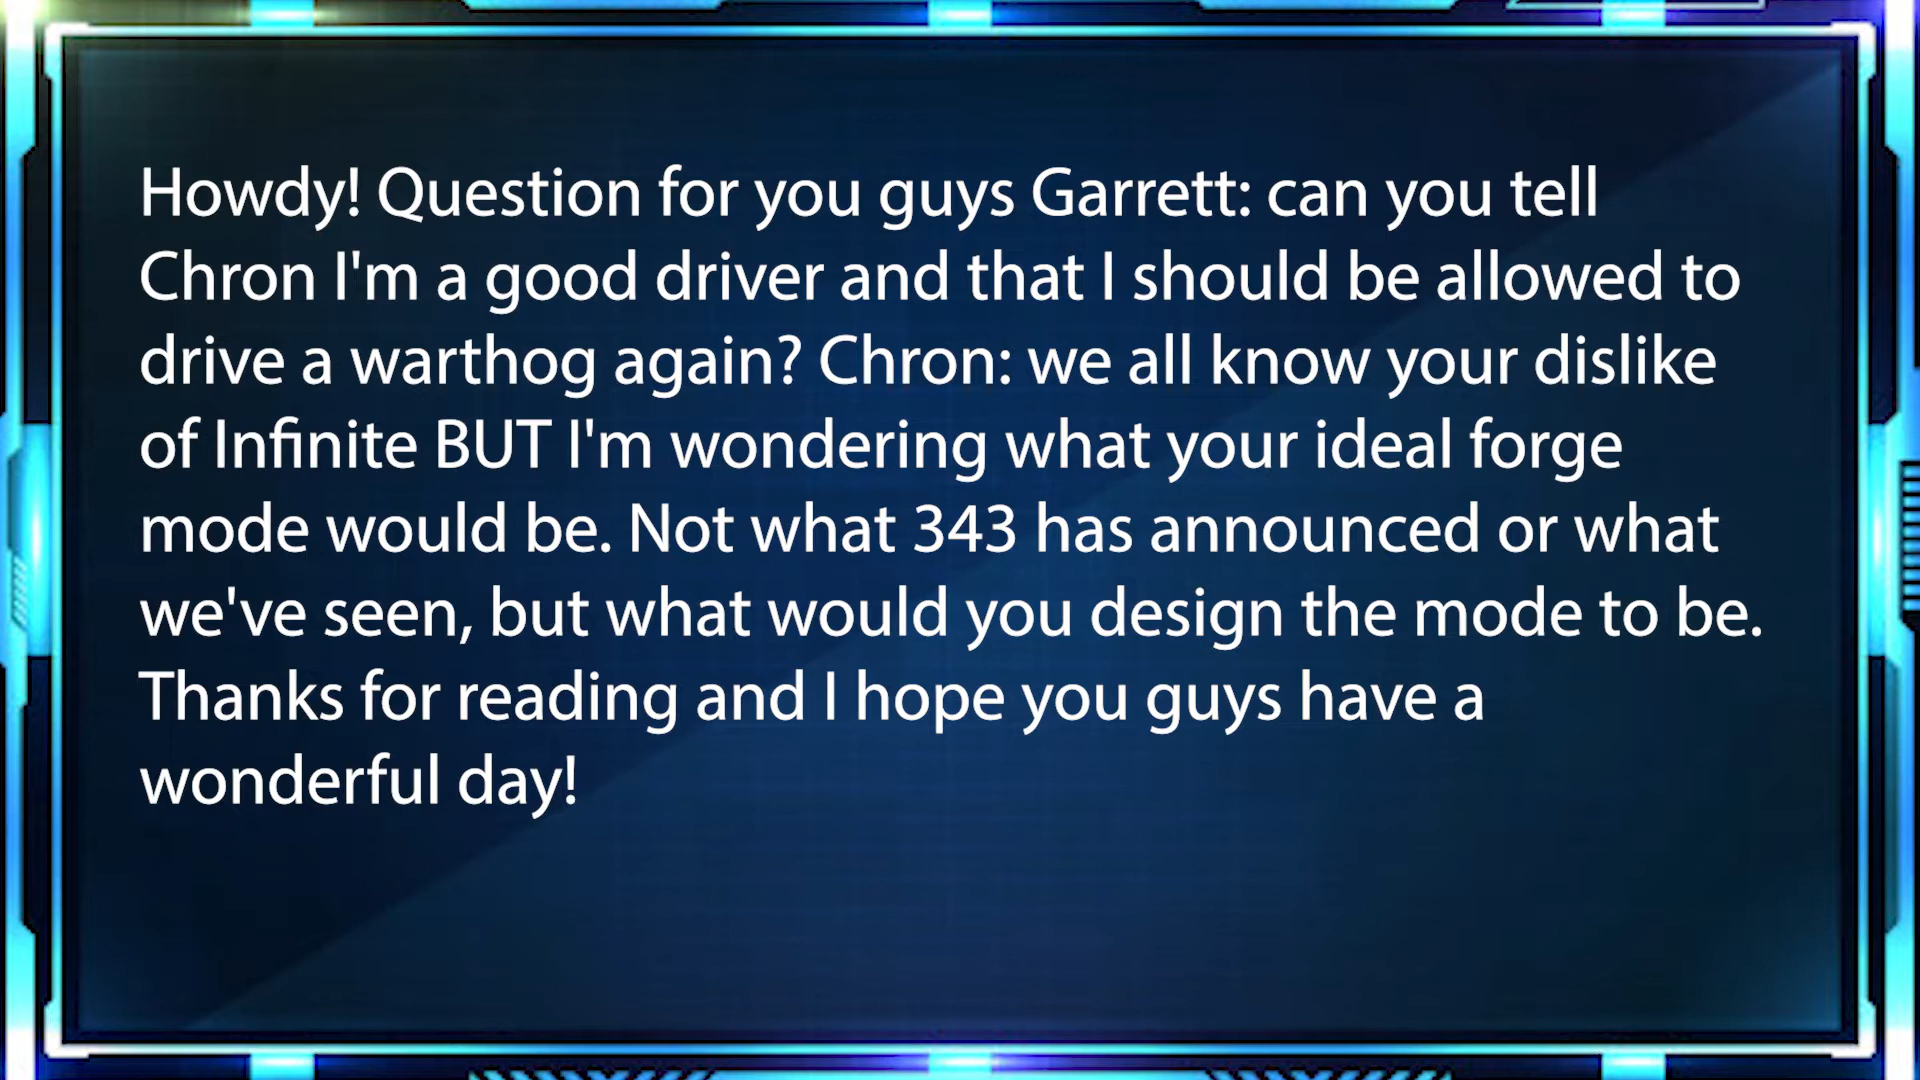 Howdy! Question for you guys Garrett: can you tell
Chron I'm a good driver and that I should be allowed to
drive a warthog again? Chron: we all know your dislike
of Infinite BUT I'm wondering what your ideal forge
mode would be. Not what 343 has announced or what
we've seen, but what would you design the mode to be.
Thanks for reading and I hope you guys have a
wonderful day!